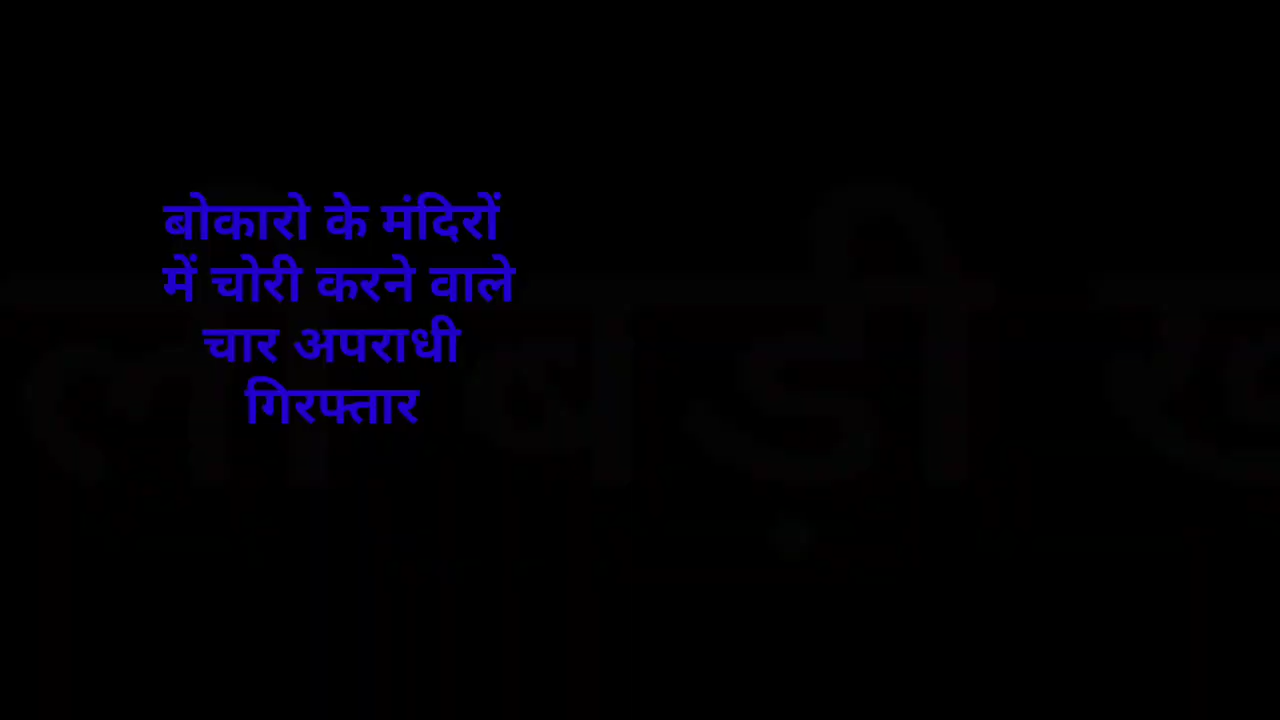 बोकारो के मंदिरों
में चोरी करने वाले
चार अपराधी
गिरफ्तार